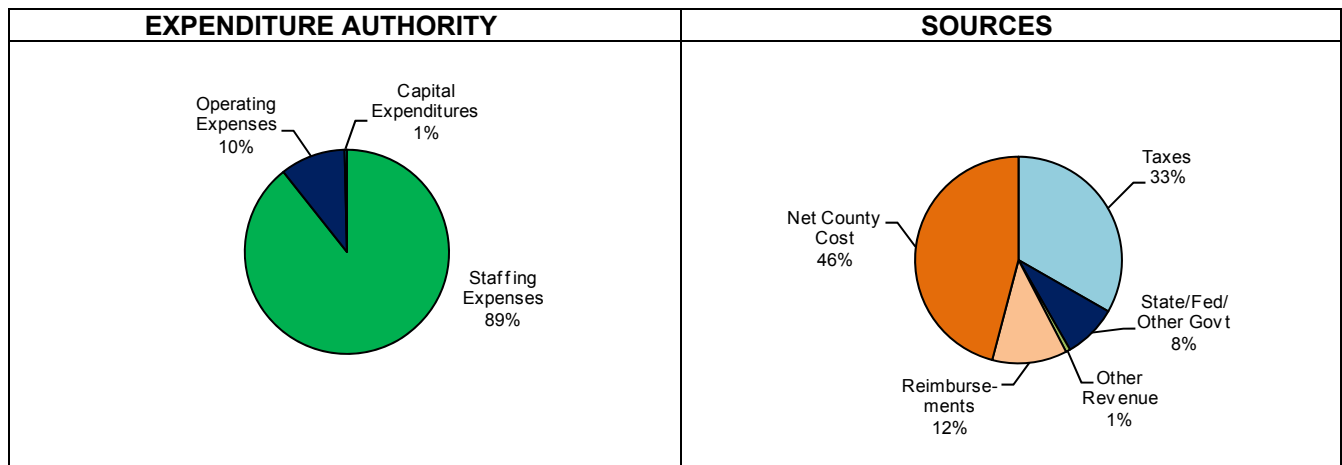 EXPENDITURE AUTHORITY
SOURCES
Capital
Expenditures
1%
Operating
Expenses
10%
Staffing
Expenses
89%
Taxes
33%
Net County
Cost
46%
State/Fed/
Other Govt
8%
Other
Revenue
1%
Reimburse-
ments
12%